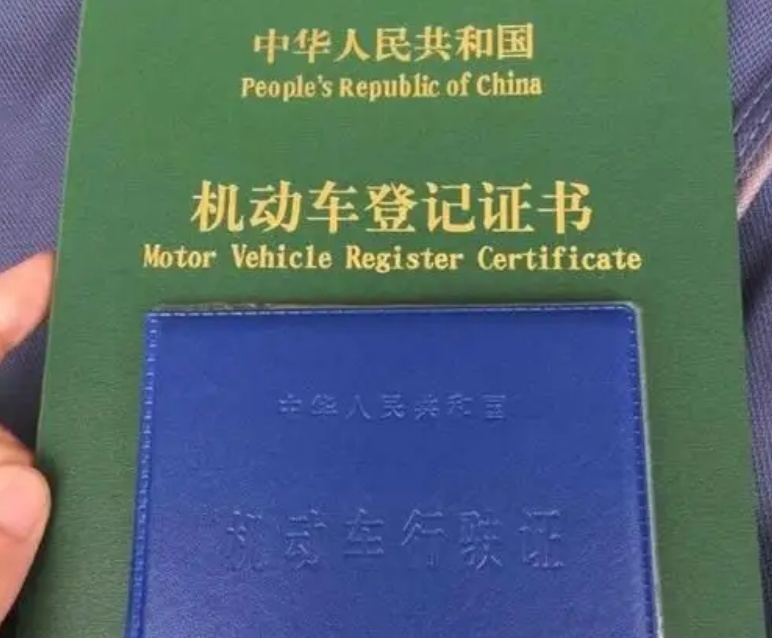 中华人民共和国
People's Republic of China
机动车登记证书
Motor Vehicle Register Certificate
中华人民共和国
机动车行驶证